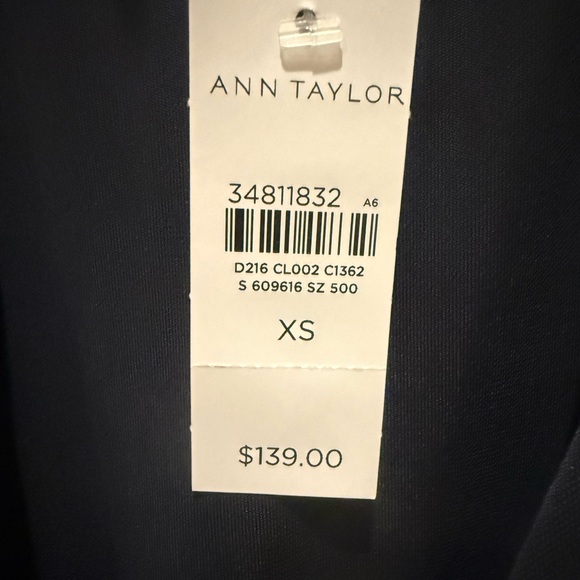 ANN TAYLOR
34811832 A6
D216 CL002 C1362
S 609616 SZ 500
XS
$139.00